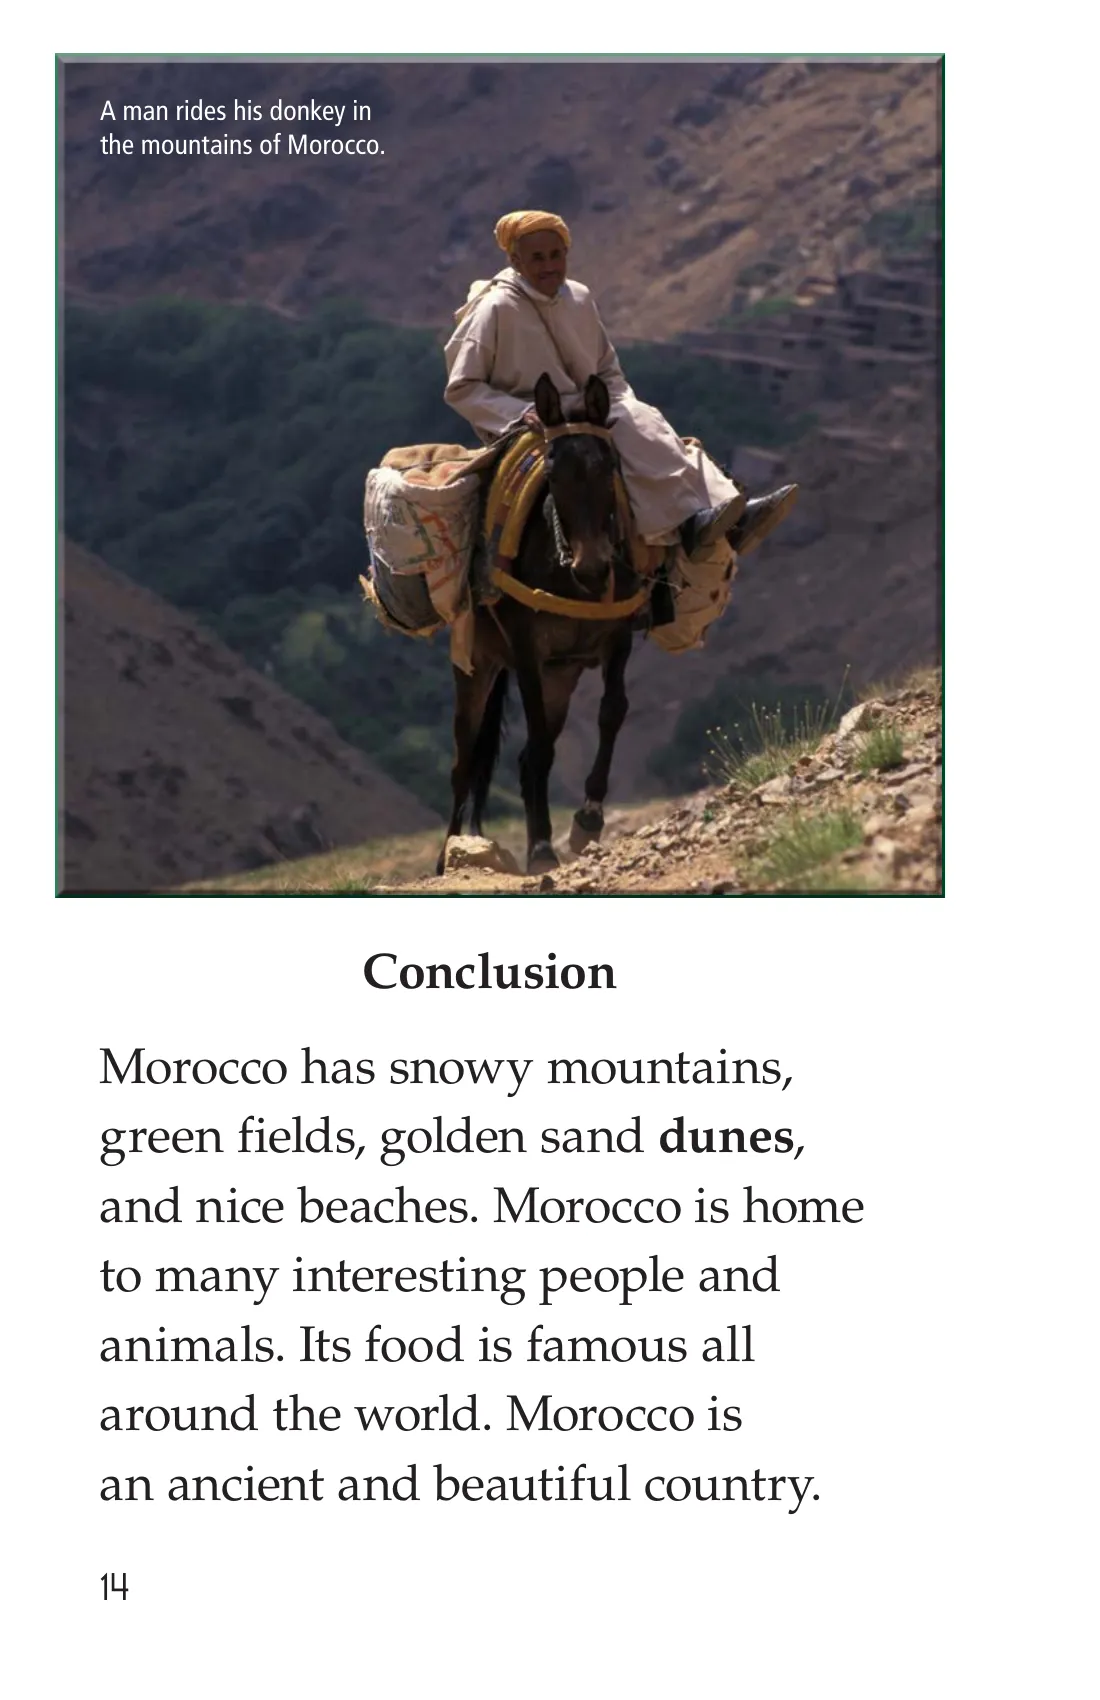 A man rides his donkey in
the mountains of Morocco.
Conclusion
Morocco has snowy mountains,
green fields, golden sand dunes,
and nice beaches. Morocco is home
to many interesting people and
animals. Its food is famous all
around the world. Morocco is
an ancient and beautiful country.
14